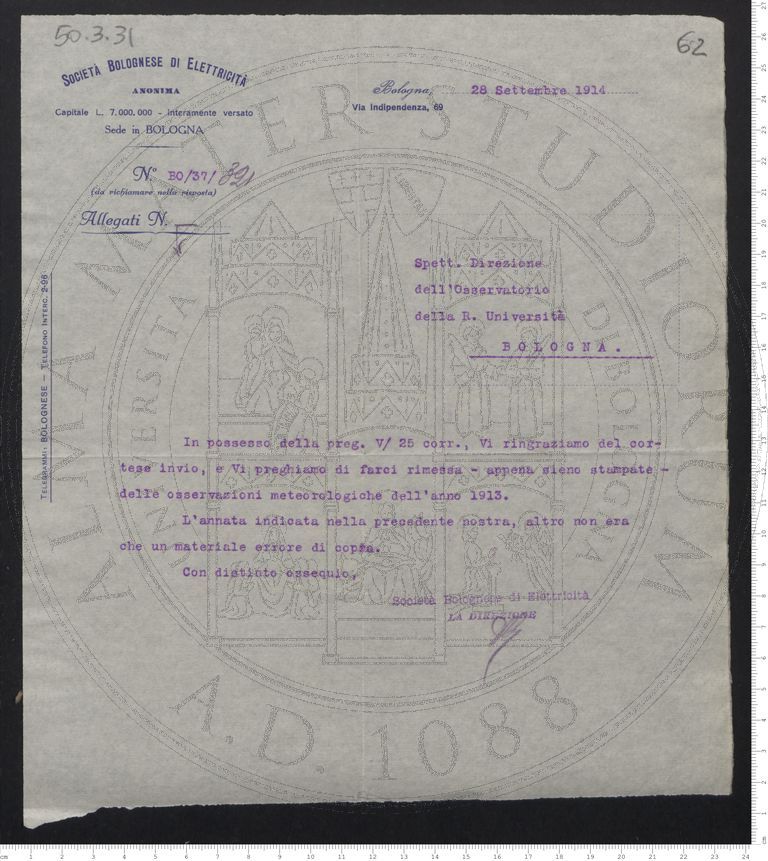 50.3.31
62
SOCIETÀ BOLOGNESE DI ELETTRICITÀ
ANONIMA
Capitale L. 7.000.000 - interamente versato
Sede in BOLOGNA
Bologna, 28 Settembre 1914
Via Indipendenza, 69
N.° BO/37/
(da richiamare nella risposta)
Allegati N.
TELEGRAMMI: BOLOGNESE — TELEFONO INTERC. 2-96
Spett. Direzione
dell'Osservatorio
della R. Università
BOLOGNA.
In possesso della preg. V/ 25 corr., Vi ringraziamo del cor-
tese invio, e Vi preghiamo di farci rimessa - appena sieno stampate -
delle osservazioni meteorologiche dell'anno 1913.
L'annata indicata nella precedente nostra, altro non era
che un materiale errore di copia.
Con distinto ossequio,
Società Bolognese di Elettricità
LA DIREZIONE
ALMA MATER STUDIORUM
A.D. 1088